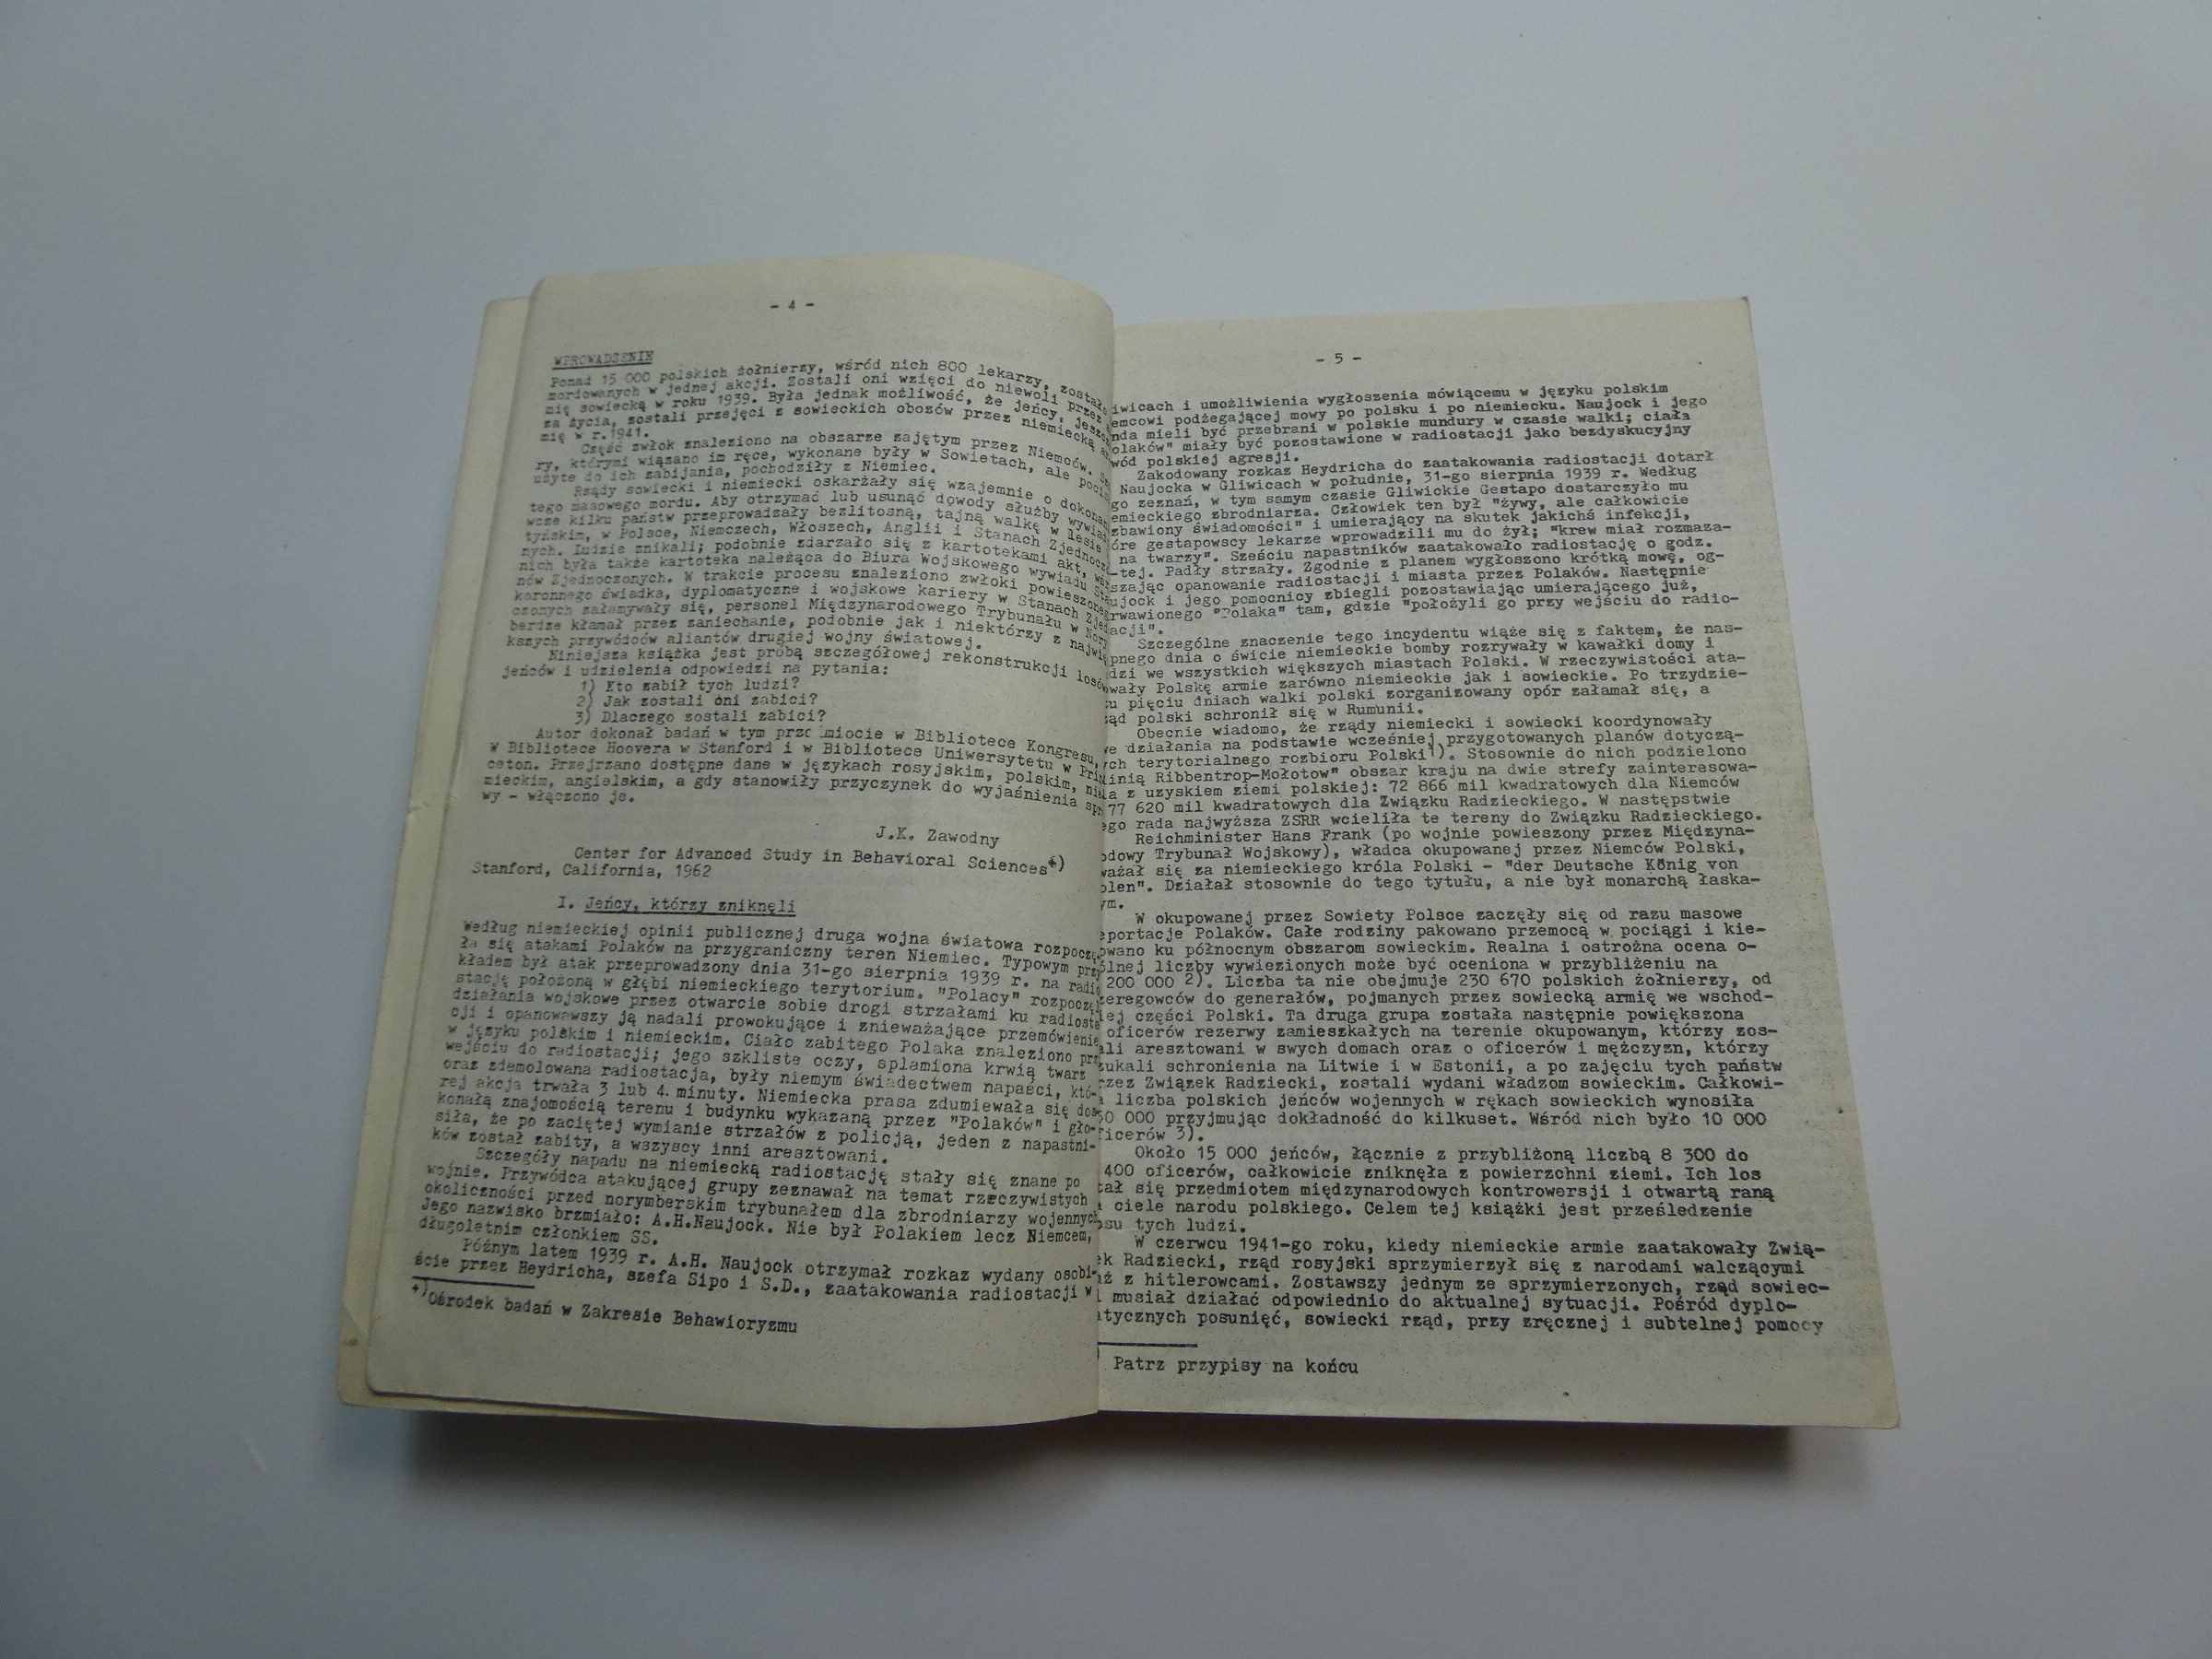 - 4 -
WPROWADZENIE
Ponad 15 000 polskich żołnierzy, wśród nich 800 lekarzy, zostało
mordowanych w jednej akcji. Zostali oni wzięci do niewoli przez
mię sowiecką w roku 1939. Była jednak możliwość, że jeńcy,
za życia, zostali przejęci z sowieckich obozów przez niemiecką
mię w r.1941.
Część zwłok znaleziono na obszarze zajętym przez Niemców.
ry, którymi wiązano im ręce, wykonane były w Sowietach, ale
użyte do ich zabijania, pochodziły z Niemiec.
Rządy sowiecki i niemiecki oskarżały się wzajemnie o
tego masowego mordu. Aby otrzymać lub usunąć dowody służby
wcze kilku państw przeprowadzały bezlitosną, tajną walkę w lesie
tyńskim, w Polsce, Niemczech, Włoszech, Anglii i Stanach
nych. Ludzie znikali; podobnie zdarzało się z kartotekami akt,
nich była także kartoteka należąca do Biura Wojskowego wywiadu
nów Zjednoczonych. W trakcie procesu znaleziono zwłoki
koronnego świadka, dyplomatyczne i wojskowe kariery w Stanach
czonych załamywały się, personel Międzynarodowego Trybunału w
berdze kłamał przez zaniechanie, podobnie jak i niektórzy z
kszych przywódców aliantów drugiej wojny światowej.
Niniejsza książka jest próbą szczegółowej rekonstrukcji losów
jeńców i udzielenia odpowiedzi na pytania:
1) Kto zabił tych ludzi?
2) Jak zostali oni zabici?
3) Dlaczego zostali zabici?
Autor dokonał badań w tym miocie w Bibliotece Kongresu,
W Bibliotece Hoovera w Stanford i w Bibliotece Uniwersytetu w
ceton. Przejrzano dostępne dane w językach rosyjskim, polskim,
mieckim, angielskim, a gdy stanowiły przyczynek do wyjaśnienia
wy - włączono je.
J.K. Zawodny
Center for Advanced Study in Behavioral Sciences+)
Stanford, California, 1962
I. Jeńcy, którzy zniknęli
Według niemieckiej opinii publicznej druga wojna światowa rozpoczę
ła się atakami Polaków na przygraniczny teren Niemiec. Typowym
kładem był atak przeprowadzony dnia 31-go sierpnia 1939 r. na
stację położoną w głębi niemieckiego terytorium. "Polacy"
działania wojskowe przez otwarcie sobie drogi strzałami ku
cji i opanowawszy ją nadali prowokujące i znieważające przemówienie
w języku polskim i niemieckim. Ciało zabitego Polaka znaleziono
wejściu do radiostacji; jego szkliste oczy, splamiona krwią twarz
oraz zdemolowana radiostacja, były niemym świadectwem napaści, któ-
rej akcja trwała 3 lub 4. minuty. Niemiecka prasa zdumiewała się dos-
konałą znajomością terenu i budynku wykazaną przez "Polaków" i gło-
siła, że po zaciętej wymianie strzałów z policją, jeden z napastni-
ków został zabity, a wszyscy inni aresztowani.
Szczegóły napadu na niemiecką radiostację stały się znane po
wojnie. Przywódca atakującej grupy zeznawał na temat rzeczywistych
okoliczności przed norymberskim trybunałem dla zbrodniarzy wojennych
Jego nazwisko brzmiało: A.H.Naujock. Nie był Polakiem lecz Niemcem,
długoletnim członkiem SS.
Późnym latem 1939 r. A.H. Naujock otrzymał rozkaz wydany osobi-
ście przez Heydricha, szefa Sipo i S.D., zaatakowania radiostacji w
+)Ośrodek badań w Zakresie Behawioryzmu
- 5 -
iwicach i umożliwienia wygłoszenia mówiącemu w języku polskim
emcowi podżegającej mowy po polsku i po niemiecku. Naujock i jego
nda mieli być przebrani w polskie mundury w czasie walki; ciała
olaków" miały być pozostawione w radiostacji jako bezdyskucyjny
wód polskiej agresji.
Zakodowany rozkaz Heydricha do zaatakowania radiostacji dotarł
Naujocka w Gliwicach w południe, 31-go sierpnia 1939 r. Według
go zeznań, w tym samym czasie Gliwickie Gestapo dostarczyło mu
emieckiego zbrodniarza. Człowiek ten był "żywy, ale całkowicie
zbawiony świadomości" i umierający na skutek jakichś infekcji,
óre gestapowscy lekarze wprowadzili mu do żył; "krew miał rozmaza-
na twarzy". Sześciu napastników zaatakowało radiostację o godz.
-tej. Padły strzały. Zgodnie z planem wygłoszono krótką mowę, og-
szając opanowanie radiostacji i miasta przez Polaków. Następnie
ujock i jego pomocnicy zbiegli pozostawiając umierającego już,
rwawionego "Polaka" tam, gdzie "położyli go przy wejściu do radio-
acji".
Szczególne znaczenie tego incydentu wiąże się z faktem, że nas-
pnego dnia o świcie niemieckie bomby rozrywały w kawałki domy i
dzi we wszystkich większych miastach Polski. W rzeczywistości ata-
wały Polskę armie zarówno niemieckie jak i sowieckie. Po trzydzie-
u pięciu dniach walki polski zorganizowany opór załamał się, a
ąd polski schronił się w Rumunii.
Obecnie wiadomo, że rządy niemiecki i sowiecki koordynowały
we działania na podstawie wcześniej przygotowanych planów dotyczą-
ych terytorialnego rozbioru Polski1). Stosownie do nich podzielono
inią Ribbentrop-Mołotow" obszar kraju na dwie strefy zainteresowa-
ia z uzyskiem ziemi polskiej: 72 866 mil kwadratowych dla Niemców
77 620 mil kwadratowych dla Związku Radzieckiego. W następstwie
ego rada najwyższa ZSRR wcieliła te tereny do Związku Radzieckiego.
Reichminister Hans Frank (po wojnie powieszony przez Międzyna-
odowy Trybunał Wojskowy), władca okupowanej przez Niemców Polski,
ważał się za niemieckiego króla Polski - "der Deutsche König von
olen". Działał stosownie do tego tytułu, a nie był monarchą łaska-
ym.
W okupowanej przez Sowiety Polsce zaczęły się od razu masowe
eportacje Polaków. Całe rodziny pakowano przemocą w pociągi i kie-
owano ku północnym obszarom sowieckim. Realna i ostrożna ocena o-
ólnej liczby wywiezionych może być oceniona w przybliżeniu na
200 000 2). Liczba ta nie obejmuje 230 670 polskich żołnierzy, od
zeregowców do generałów, pojmanych przez sowiecką armię we wschod-
iej części Polski. Ta druga grupa została następnie powiększona
oficerów rezerwy zamieszkałych na terenie okupowanym, którzy zos-
ali aresztowani w swych domach oraz o oficerów i mężczyzn, którzy
zukali schronienia na Litwie i w Estonii, a po zajęciu tych państw
rzez Związek Radziecki, zostali wydani władzom sowieckim. Całkowi-
a liczba polskich jeńców wojennych w rękach sowieckich wynosiła
50 000 przyjmując dokładność do kilkuset. Wśród nich było 10 000
ficerów 3).
Około 15 000 jeńców, łącznie z przybliżoną liczbą 8 300 do
400 oficerów, całkowicie zniknęła z powierzchni ziemi. Ich los
tał się przedmiotem międzynarodowych kontrowersji i otwartą raną
ciele narodu polskiego. Celem tej książki jest prześledzenie
osu tych ludzi.
W czerwcu 1941-go roku, kiedy niemieckie armie zaatakowały Zwią-
ek Radziecki, rząd rosyjski sprzymierzył się z narodami walczącymi
uż z hitlerowcami. Zostawszy jednym ze sprzymierzonych, rząd sowiec-
i musiał działać odpowiednio do aktualnej sytuacji. Pośród dyplo-
atycznych posunięć, sowiecki rząd, przy zręcznej i subtelnej pomocy
) Patrz przypisy na końcu